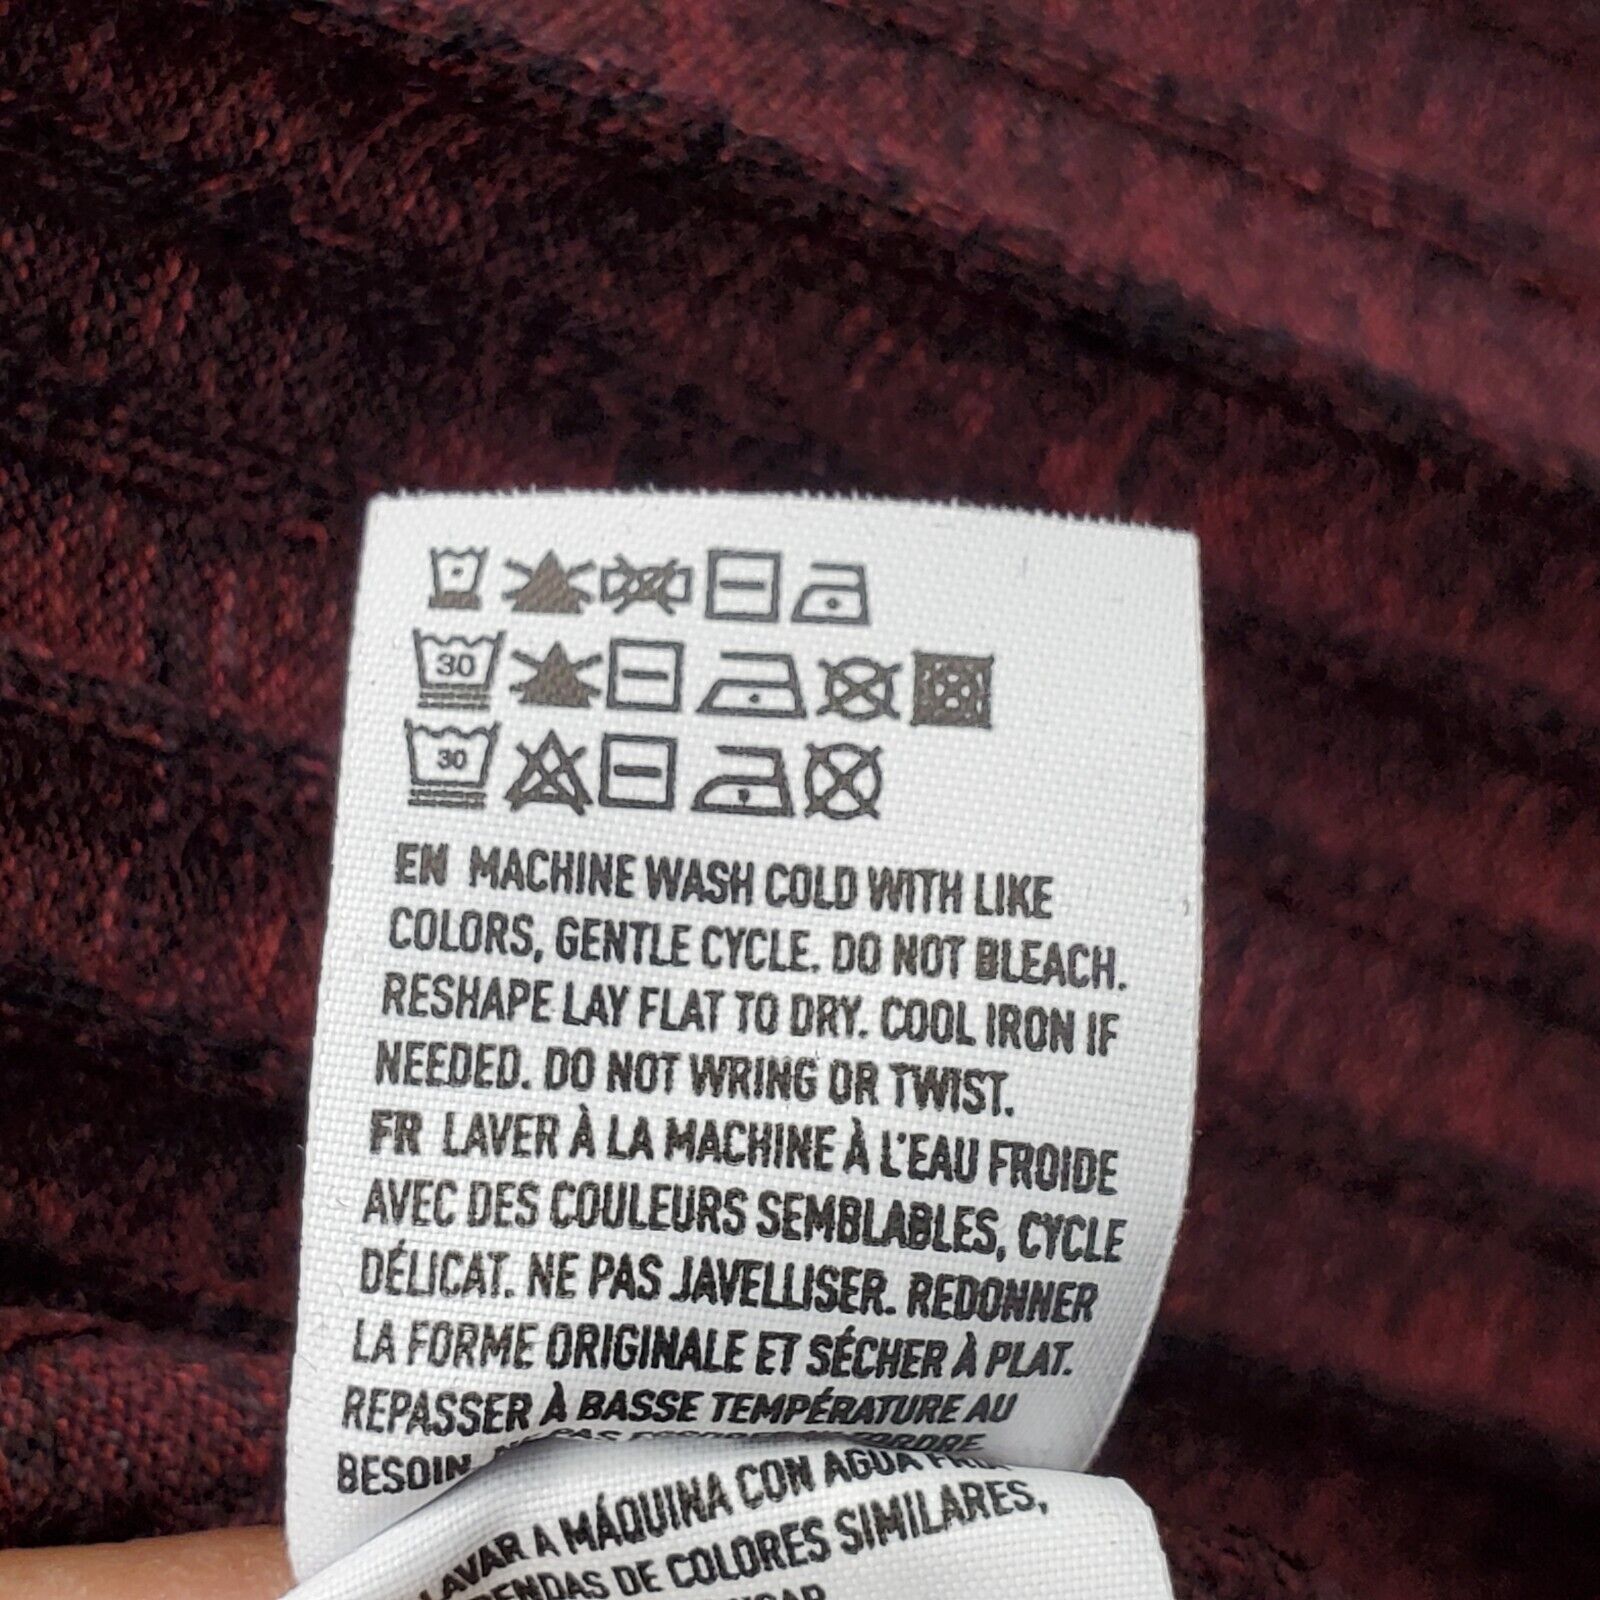 30
30
EN MACHINE WASH COLD WITH LIKE
COLORS, GENTLE CYCLE. DO NOT BLEACH.
RESHAPE LAY FLAT TO DRY. COOL IRON IF
NEEDED. DO NOT WRING OR TWIST.
FR LAVER À LA MACHINE À L'EAU FROIDE
AVEC DES COULEURS SEMBLABLES, CYCLE
DÉLICAT. NE PAS JAVELLISER. REDONNER
LA FORME ORIGINALE ET SÉCHER À PLAT.
REPASSER À BASSE TEMPÉRATURE AU
BESOIN. PAS
A MÁQUINA CON AGUA
DE COLORES SIMILARES,